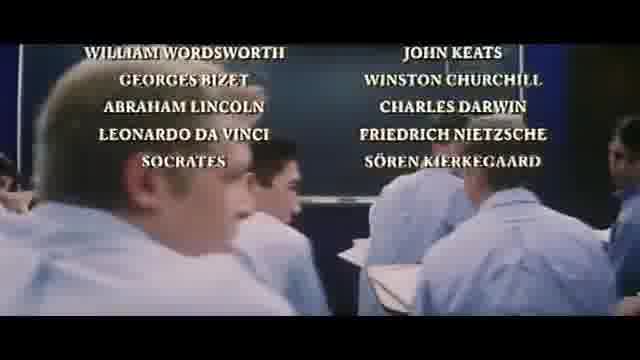 WILLIAM WORDSWORTH JOHN KEATS
GEORGES BIZET WINSTON CHURCHILL
ABRAHAM LINCOLN CHARLES DARWIN
LEONARDO DA VINCI FRIEDRICH NIETZSCHE
SOCRATES SÖREN KIERKEGAARD